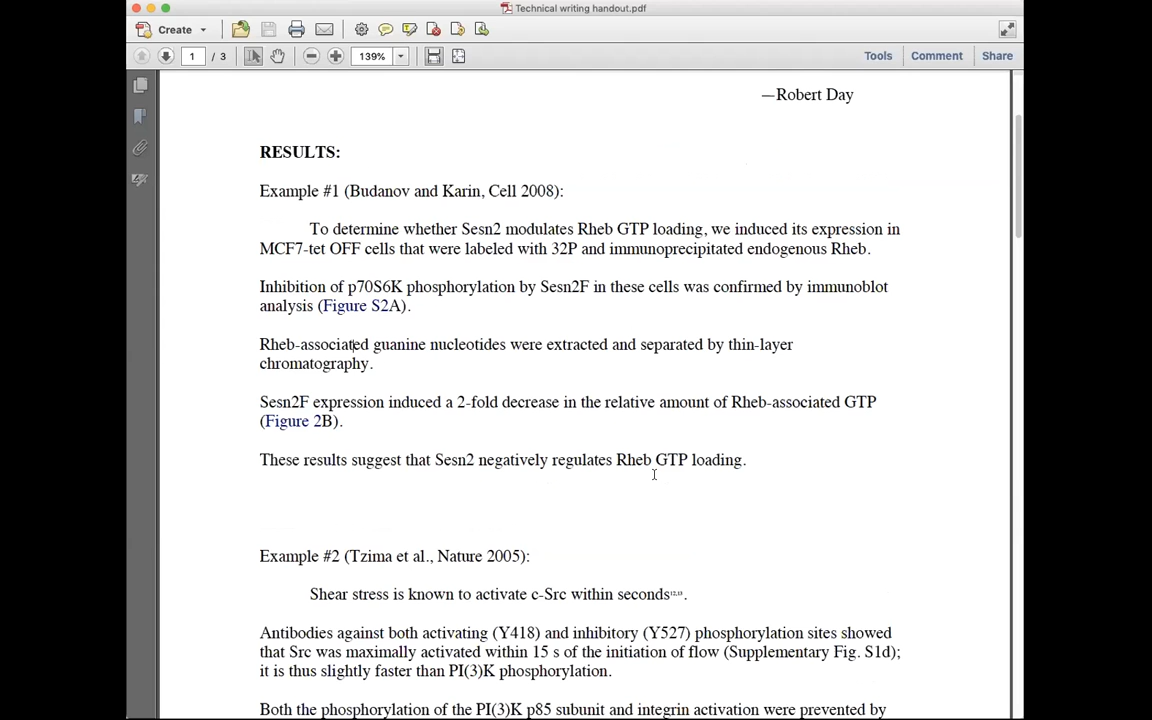 Technical writing handout.pdf
Create
1 / 3
139%
Tools
Comment
Share
—Robert Day
RESULTS:
Example #1 (Budanov and Karin, Cell 2008):
To determine whether Sesn2 modulates Rheb GTP loading, we induced its expression in
MCF7-tet OFF cells that were labeled with 32P and immunoprecipitated endogenous Rheb.
Inhibition of p70S6K phosphorylation by Sesn2F in these cells was confirmed by immunoblot
analysis (Figure S2A).
Rheb-associated guanine nucleotides were extracted and separated by thin-layer
chromatography.
Sesn2F expression induced a 2-fold decrease in the relative amount of Rheb-associated GTP
(Figure 2B).
These results suggest that Sesn2 negatively regulates Rheb GTP loading.
Example #2 (Tzima et al., Nature 2005):
Shear stress is known to activate c-Src within seconds12,13.
Antibodies against both activating (Y418) and inhibitory (Y527) phosphorylation sites showed
that Src was maximally activated within 15 s of the initiation of flow (Supplementary Fig. S1d);
it is thus slightly faster than PI(3)K phosphorylation.
Both the phosphorylation of the PI(3)K p85 subunit and integrin activation were prevented by